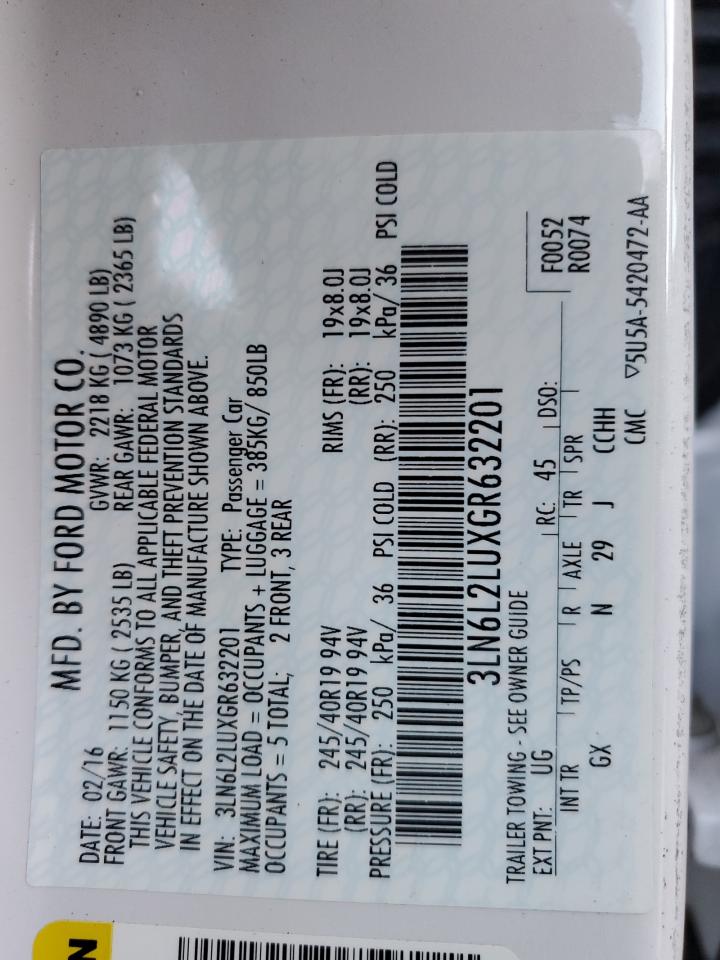 MFD. BY FORD MOTOR CO.
DATE: 02/16 GVWR: 2218 KG ( 4890 LB)
FRONT GAWR: 1150 KG ( 2535 LB) REAR GAWR: 1073 KG ( 2365 LB)
THIS VEHICLE CONFORMS TO ALL APPLICABLE FEDERAL MOTOR
VEHICLE SAFETY, BUMPER, AND THEFT PREVENTION STANDARDS
IN EFFECT ON THE DATE OF MANUFACTURE SHOWN ABOVE.
VIN: 3LN6L2LUXGR632201 TYPE: Passenger Car
MAXIMUM LOAD = OCCUPANTS + LUGGAGE = 385KG/ 850LB
OCCUPANTS = 5 TOTAL; 2 FRONT, 3 REAR
TIRE (FR): 245/40R19 94V RIMS (FR): 19x8.0J
(RR): 245/40R19 94V (RR): 19x8.0J
PRESSURE (FR): 250 kPa/ 36 PSI COLD (RR): 250 kPa/ 36 PSI COLD
3LN6L2LUXGR632201
TRAILER TOWING - SEE OWNER GUIDE
EXT PNT: UG RC: 45 DSO: F0052
R0074
INT TR TP/PS R AXLE TR SPR
GX N 29 J CCHH
CMC ▽5U5A-5420472-AA
N